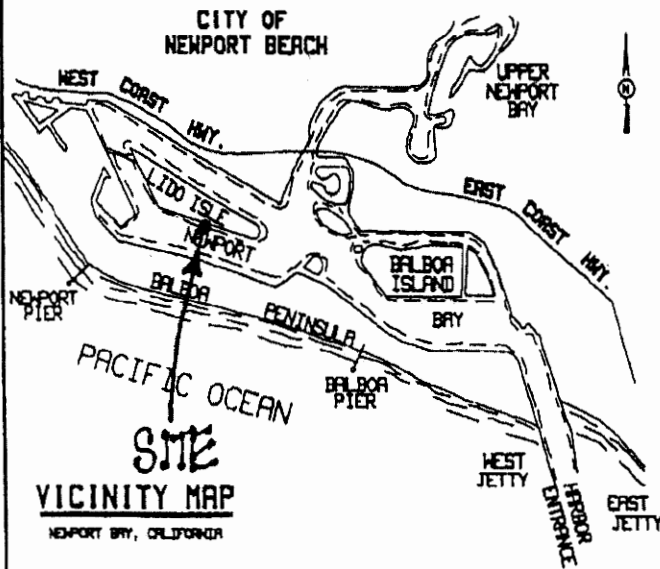 CITY OF
NEWPORT BEACH
WEST COAST HWY.
UPPER
NEWPORT
BAY
N
LIDO ISLE
EAST COAST HWY.
NEWPORT
BALBOA
ISLAND
NEWPORT
PIER
BALBOA
PENINSULA
BAY
PACIFIC OCEAN
BALBOA
PIER
SITE
VICINITY MAP
NEWPORT BAY, CALIFORNIA
WEST
JETTY
HARBOR
ENTRANCE
EAST
JETTY